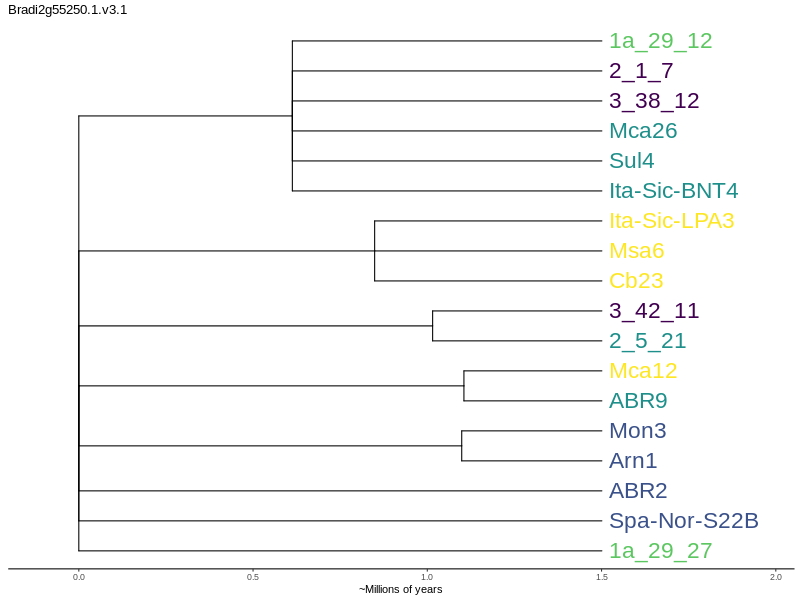 Bradi2g55250.1.v3.1
1a_29_12
2_1_7
3_38_12
Mca26
Sul4
Ita-Sic-BNT4
Ita-Sic-LPA3
Msa6
Cb23
3_42_11
2_5_21
Mca12
ABR9
Mon3
Arn1
ABR2
Spa-Nor-S22B
1a_29_27
0.0 0.5 1.0 1.5 2.0
~Millions of years